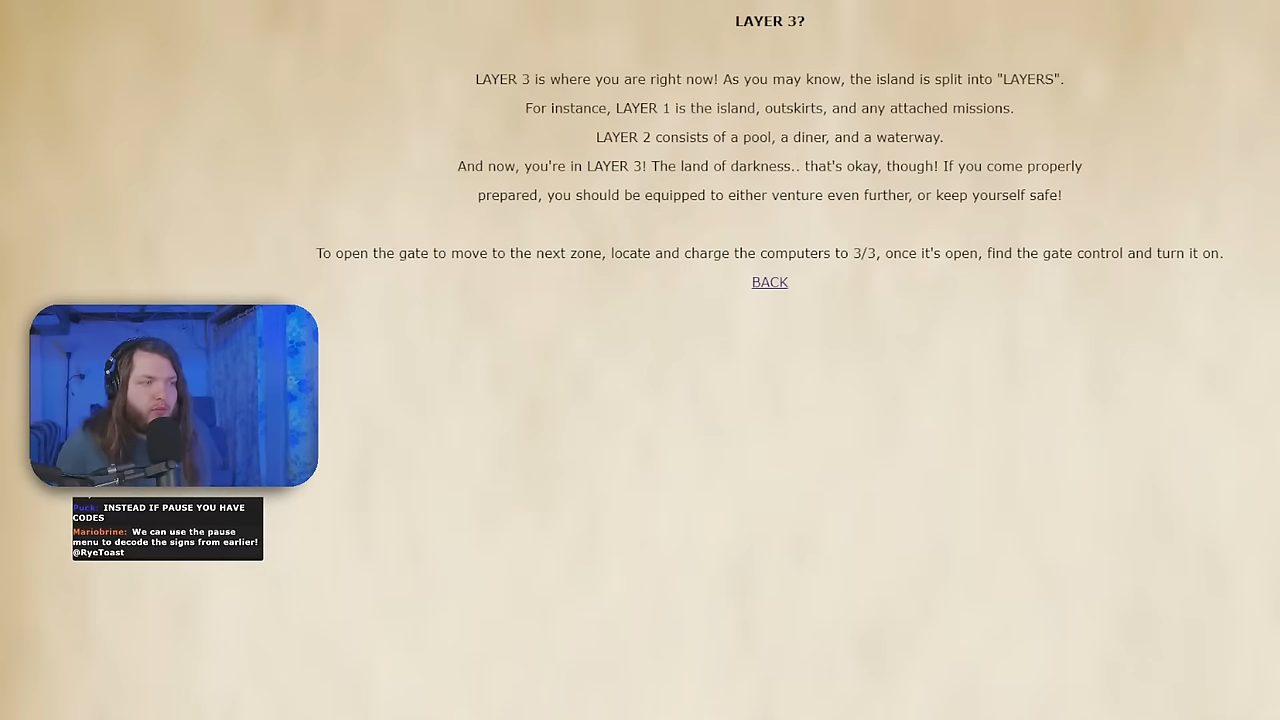 LAYER 3?
LAYER 3 is where you are right now! As you may know, the island is split into "LAYERS".
For instance, LAYER 1 is the island, outskirts, and any attached missions.
LAYER 2 consists of a pool, a diner, and a waterway.
And now, you're in LAYER 3! The land of darkness.. that's okay, though! If you come properly
prepared, you should be equipped to either venture even further, or keep yourself safe!
To open the gate to move to the next zone, locate and charge the computers to 3/3, once it's open, find the gate control and turn it on.
BACK
Puck: INSTEAD IF PAUSE YOU HAVE
CODES
Mariobrine: We can use the pause
menu to decode the signs from earlier!
@RyeToast